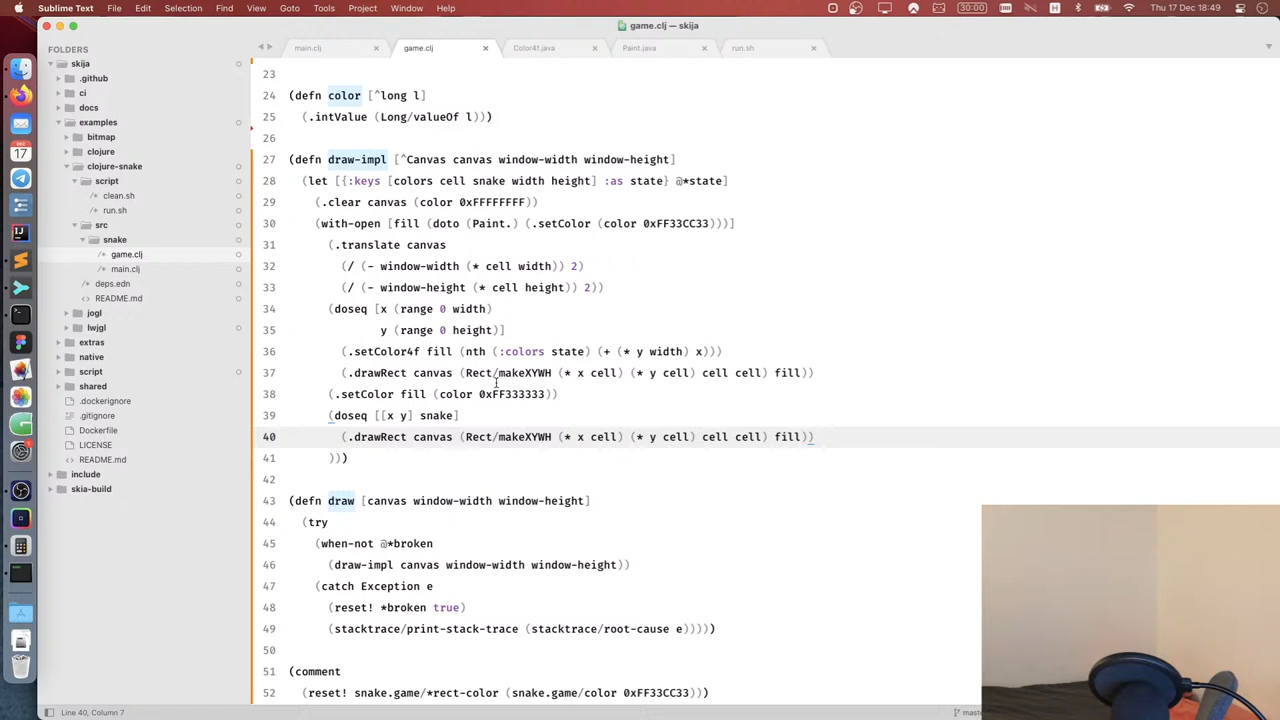 Sublime Text File Edit Selection Find View Goto Tools Project Window Help 30:00 Thu 17 Dec 18:49
game.clj — skija
FOLDERS
skija
.github
ci
docs
examples
bitmap
clojure
clojure-snake
script
clean.sh
run.sh
src
snake
game.clj
main.clj
deps.edn
README.md
jogl
lwjgl
extras
native
script
shared
.dockerignore
.gitignore
Dockerfile
LICENSE
README.md
include
skia-build
main.clj game.clj Color4f.java Paint.java run.sh
23
24 (defn color [^long l]
25 (.intValue (Long/valueOf l)))
26
27 (defn draw-impl [^Canvas canvas window-width window-height]
28 (let [{:keys [colors cell snake width height] :as state} @*state]
29 (.clear canvas (color 0xFFFFFFFF))
30 (with-open [fill (doto (Paint.) (.setColor (color 0xFF33CC33)))]
31 (.translate canvas
32 (/ (- window-width (* cell width)) 2)
33 (/ (- window-height (* cell height)) 2))
34 (doseq [x (range 0 width)
35 y (range 0 height)]
36 (.setColor4f fill (nth (:colors state) (+ (* y width) x)))
37 (.drawRect canvas (Rect/makeXYWH (* x cell) (* y cell) cell cell) fill))
38 (.setColor fill (color 0xFF333333))
39 (doseq [[x y] snake]
40 (.drawRect canvas (Rect/makeXYWH (* x cell) (* y cell) cell cell) fill))
41 )))
42
43 (defn draw [canvas window-width window-height]
44 (try
45 (when-not @*broken
46 (draw-impl canvas window-width window-height))
47 (catch Exception e
48 (reset! *broken true)
49 (stacktrace/print-stack-trace (stacktrace/root-cause e)))))
50
51 (comment
52 (reset! snake.game/*rect-color (snake.game/color 0xFF33CC33))
Line 40, Column 7